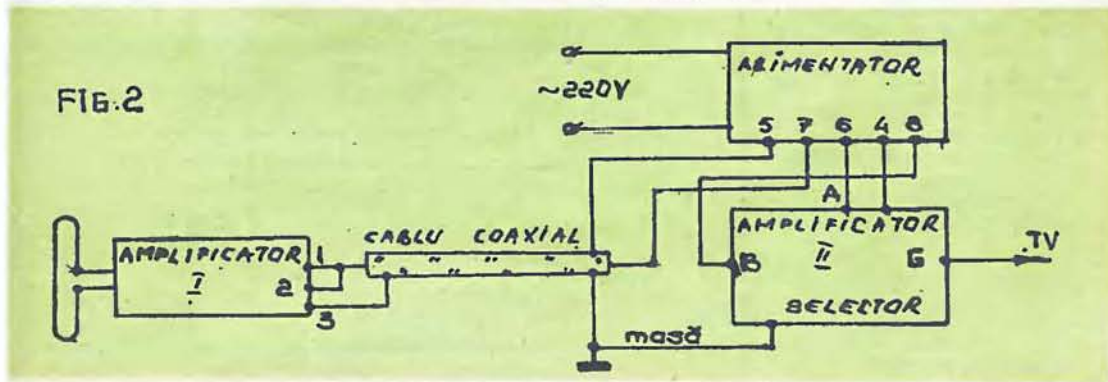 FIG.2
~220V
ALIMENTATOR
5 7 6 4 8
A
AMPLIFICATOR
I
1
2
3
CABLU COAXIAL
AMPLIFICATOR
II
B
G
SELECTOR
TV
masă